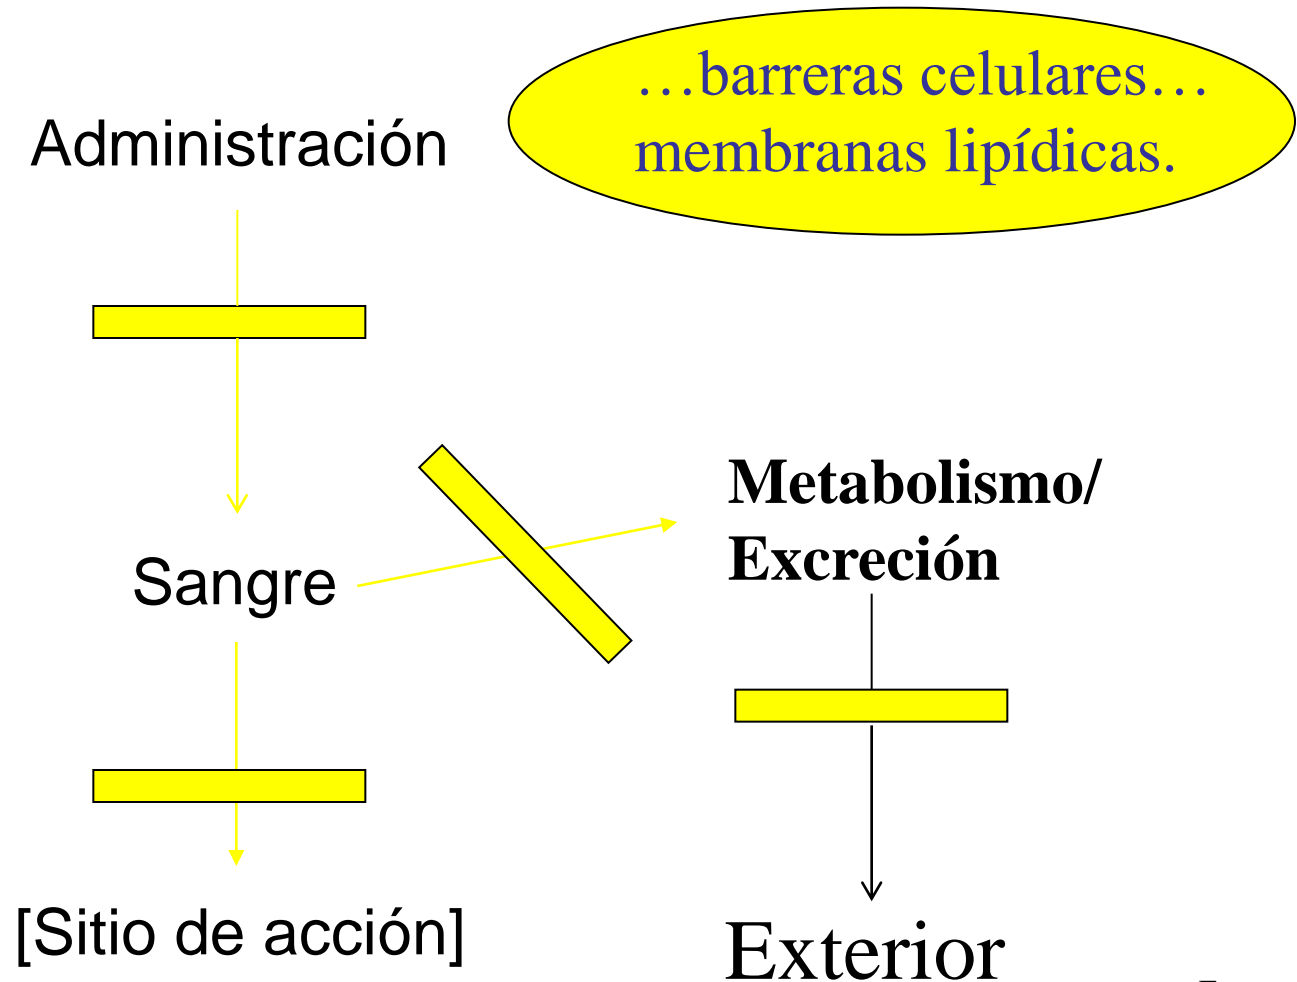 …barreras celulares…
membranas lipídicas.
Administración
Metabolismo/
Excreción
Sangre
[Sitio de acción]
Exterior